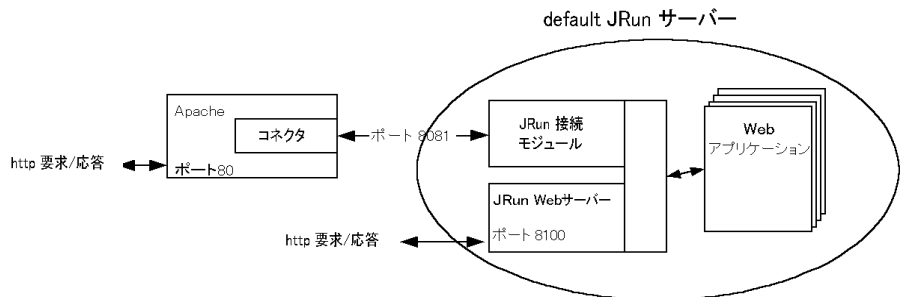 default JRun サーバー
Apache
コネクタ
ポート80
http 要求/応答
ポート 8081
JRun 接続
モジュール
Web
アプリケーション
JRun Webサーバー
ポート 8100
http 要求/応答